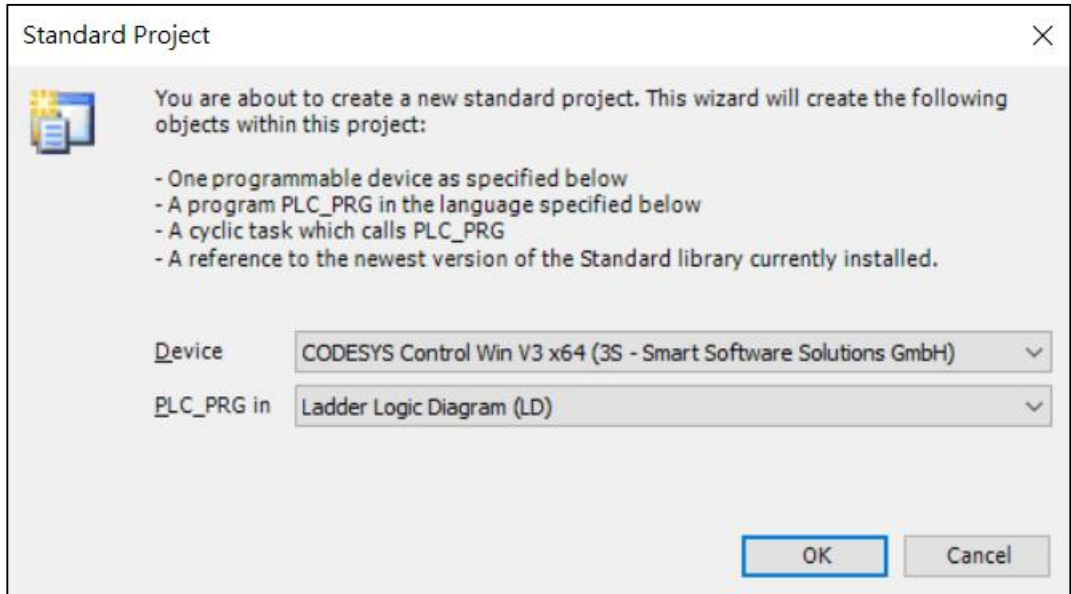 Standard Project
You are about to create a new standard project. This wizard will create the following
objects within this project:
- One programmable device as specified below
- A program PLC_PRG in the language specified below
- A cyclic task which calls PLC_PRG
- A reference to the newest version of the Standard library currently installed.
Device CODESYS Control Win V3 x64 (3S - Smart Software Solutions GmbH)
PLC_PRG in Ladder Logic Diagram (LD)
OK Cancel